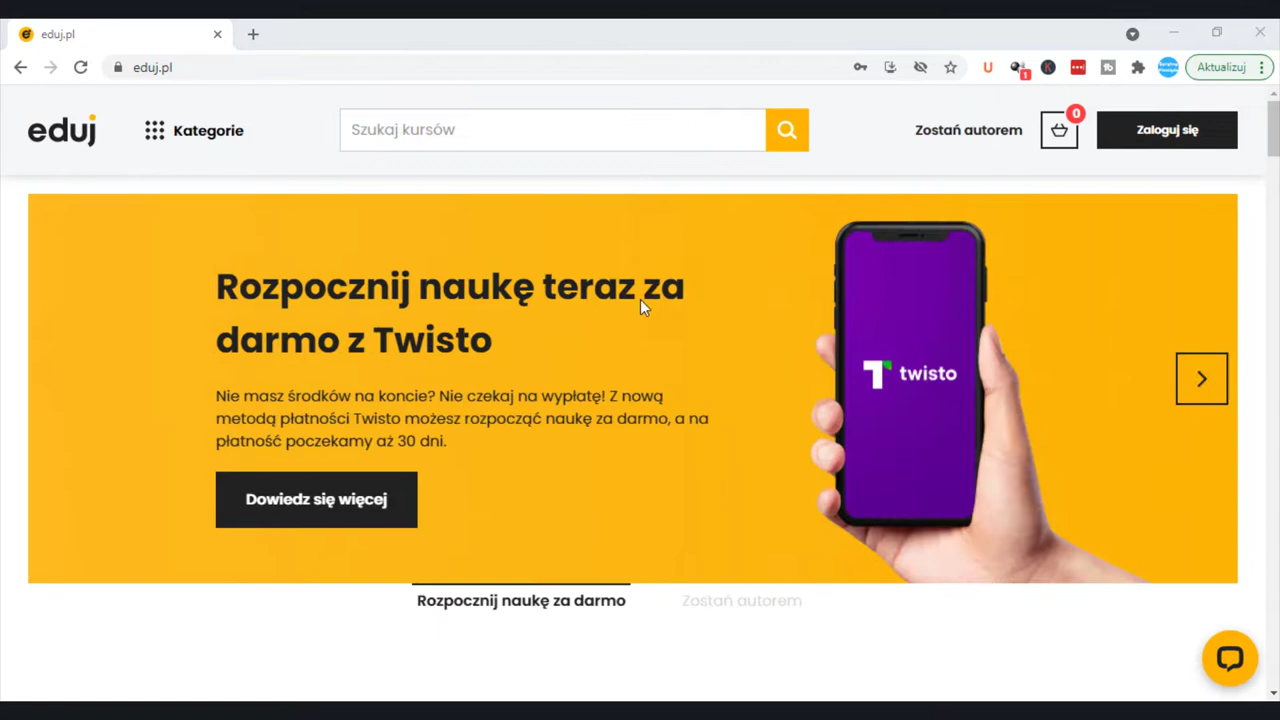 eduj.pl
eduj.pl
1
Aktualizuj
eduj
Kategorie
Szukaj kursów
Zostań autorem
0
Zaloguj się
Rozpocznij naukę teraz za
darmo z Twisto
twisto
Nie masz środków na koncie? Nie czekaj na wypłatę! Z nową
metodą płatności Twisto możesz rozpocząć naukę za darmo, a na
płatność poczekamy aż 30 dni.
Dowiedz się więcej
Rozpocznij naukę za darmo
Zostań autorem